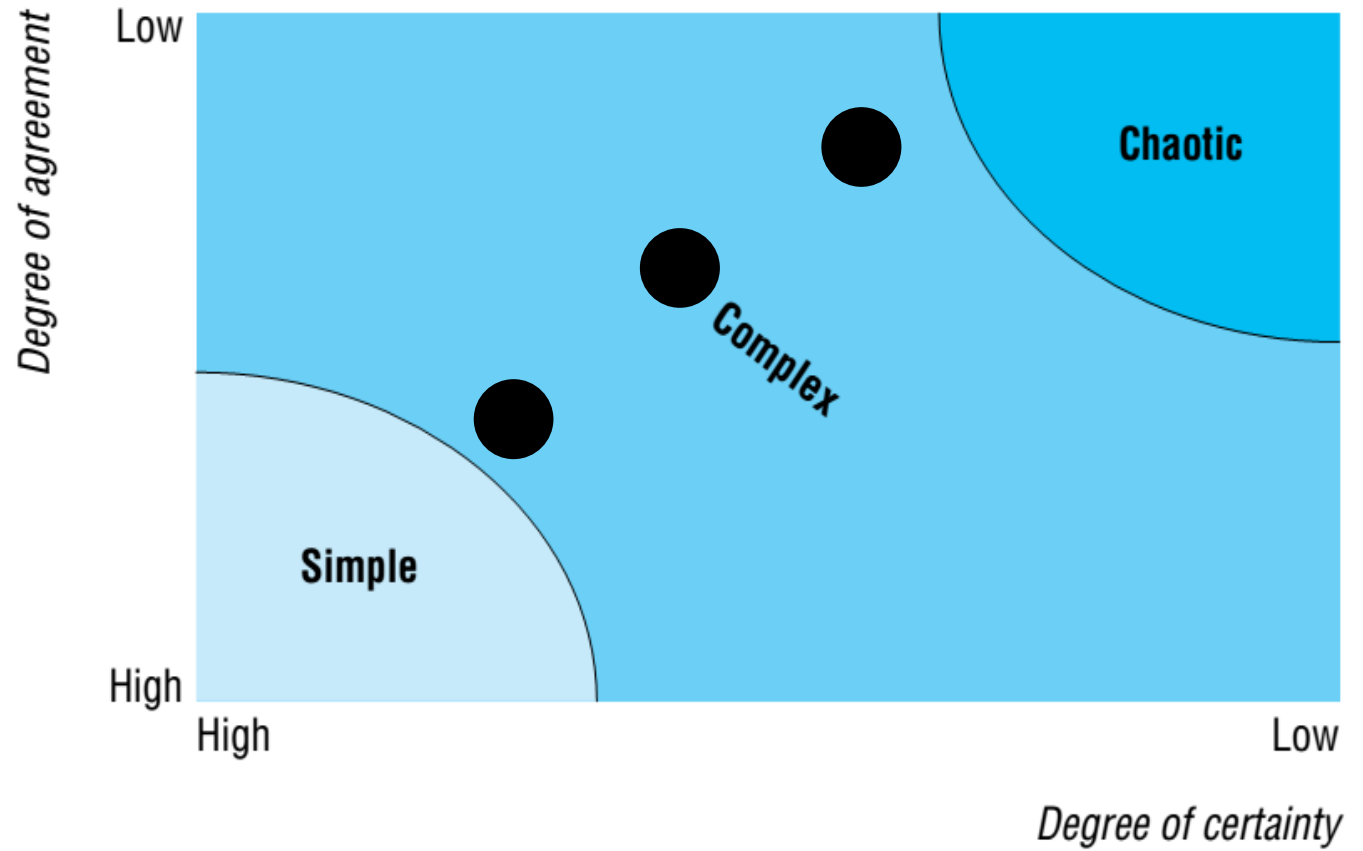 Degree of agreement
Low
Chaotic
Complex
Simple
High
High
Low
Degree of certainty